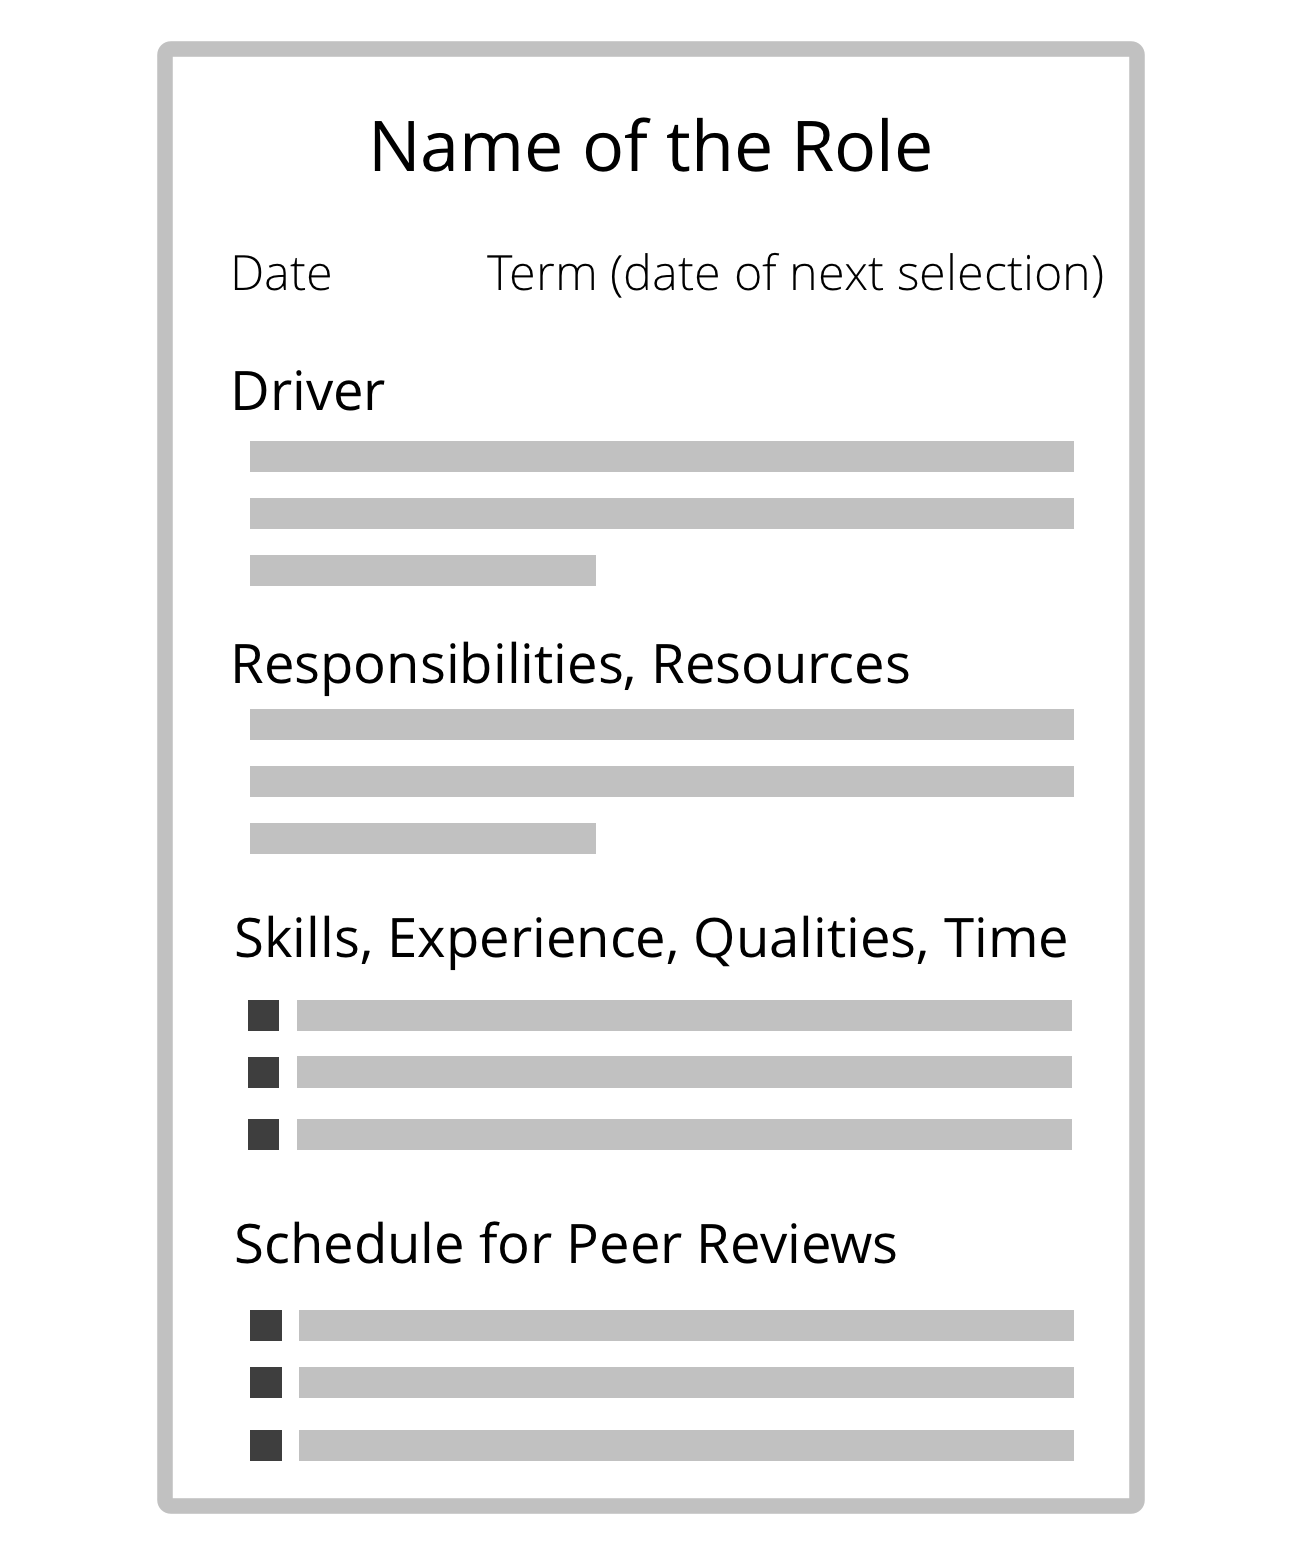 Name of the Role
Date Term (date of next selection)
Driver
Responsibilities, Resources
Skills, Experience, Qualities, Time
Schedule for Peer Reviews